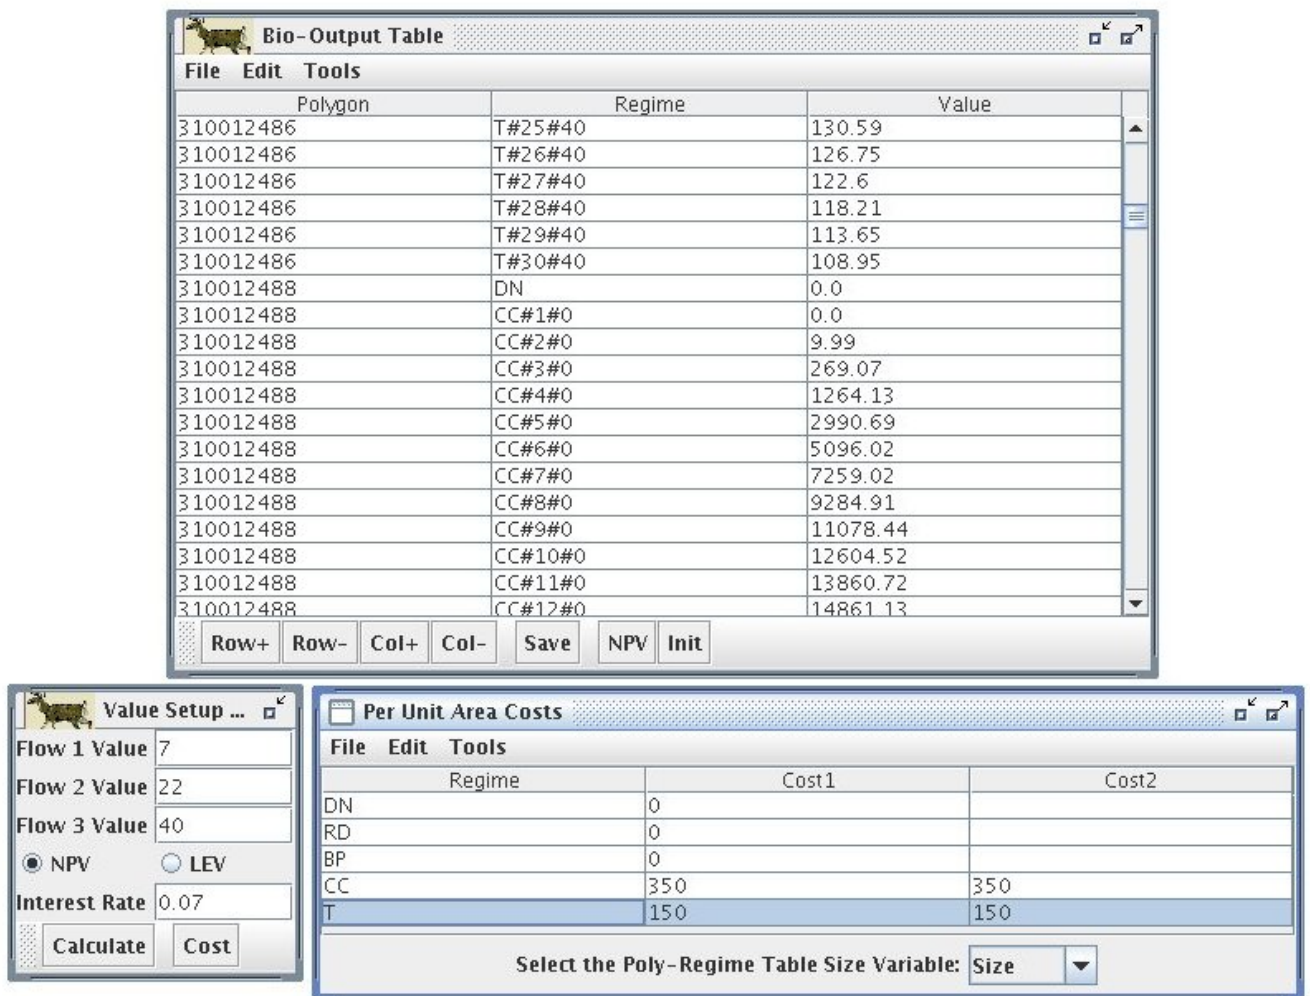 Bio-Output Table
File Edit Tools
Polygon Regime Value
310012486 T#25#40 130.59
310012486 T#26#40 126.75
310012486 T#27#40 122.6
310012486 T#28#40 118.21
310012486 T#29#40 113.65
310012486 T#30#40 108.95
310012488 DN 0.0
310012488 CC#1#0 0.0
310012488 CC#2#0 9.99
310012488 CC#3#0 269.07
310012488 CC#4#0 1264.13
310012488 CC#5#0 2990.69
310012488 CC#6#0 5096.02
310012488 CC#7#0 7259.02
310012488 CC#8#0 9284.91
310012488 CC#9#0 11078.44
310012488 CC#10#0 12604.52
310012488 CC#11#0 13860.72
310012488 CC#12#0 14861.13
Row+ Row- Col+ Col- Save NPV Init
Value Setup ...
Flow 1 Value 7
Flow 2 Value 22
Flow 3 Value 40
NPV LEV
Interest Rate 0.07
Calculate Cost
Per Unit Area Costs
File Edit Tools
Regime Cost1 Cost2
DN 0
RD 0
BP 0
CC 350 350
T 150 150
Select the Poly-Regime Table Size Variable: Size